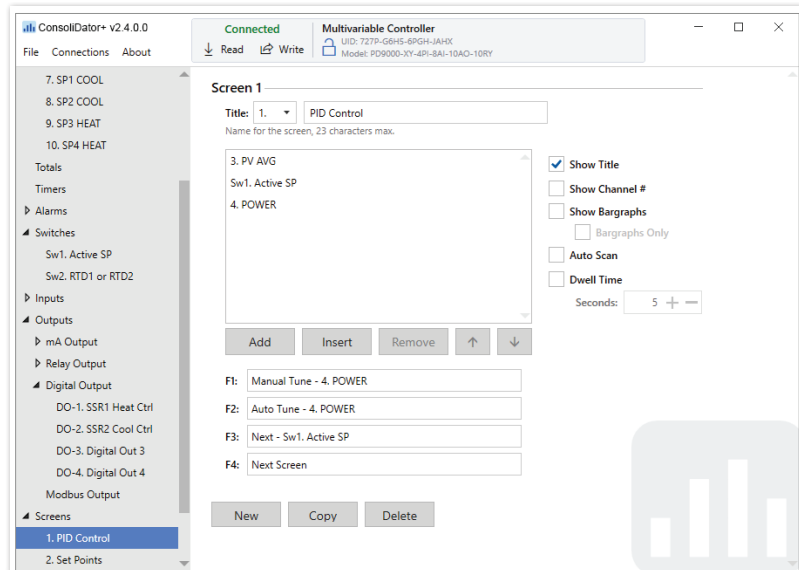 ConsoliDator+ v2.4.0.0
File Connections About
Connected
Read Write
Multivariable Controller
UID: 727P-G6HS-6PGH-JAHX
Model: PD9000-XY-4PI-8AI-10AO-10RY
7. SP1 COOL
8. SP2 COOL
9. SP3 HEAT
10. SP4 HEAT
Totals
Timers
Alarms
Switches
Sw1. Active SP
Sw2. RTD1 or RTD2
Inputs
Outputs
mA Output
Relay Output
Digital Output
DO-1. SSR1 Heat Ctrl
DO-2. SSR2 Cool Ctrl
DO-3. Digital Out 3
DO-4. Digital Out 4
Modbus Output
Screens
1. PID Control
2. Set Points
Screen 1
Title: 1. PID Control
Name for the screen, 23 characters max.
3. PV AVG
Sw1. Active SP
4. POWER
Show Title
Show Channel #
Show Bargraphs
Bargraphs Only
Auto Scan
Dwell Time
Seconds: 5
Add Insert Remove
F1: Manual Tune - 4. POWER
F2: Auto Tune - 4. POWER
F3: Next - Sw1. Active SP
F4: Next Screen
New Copy Delete